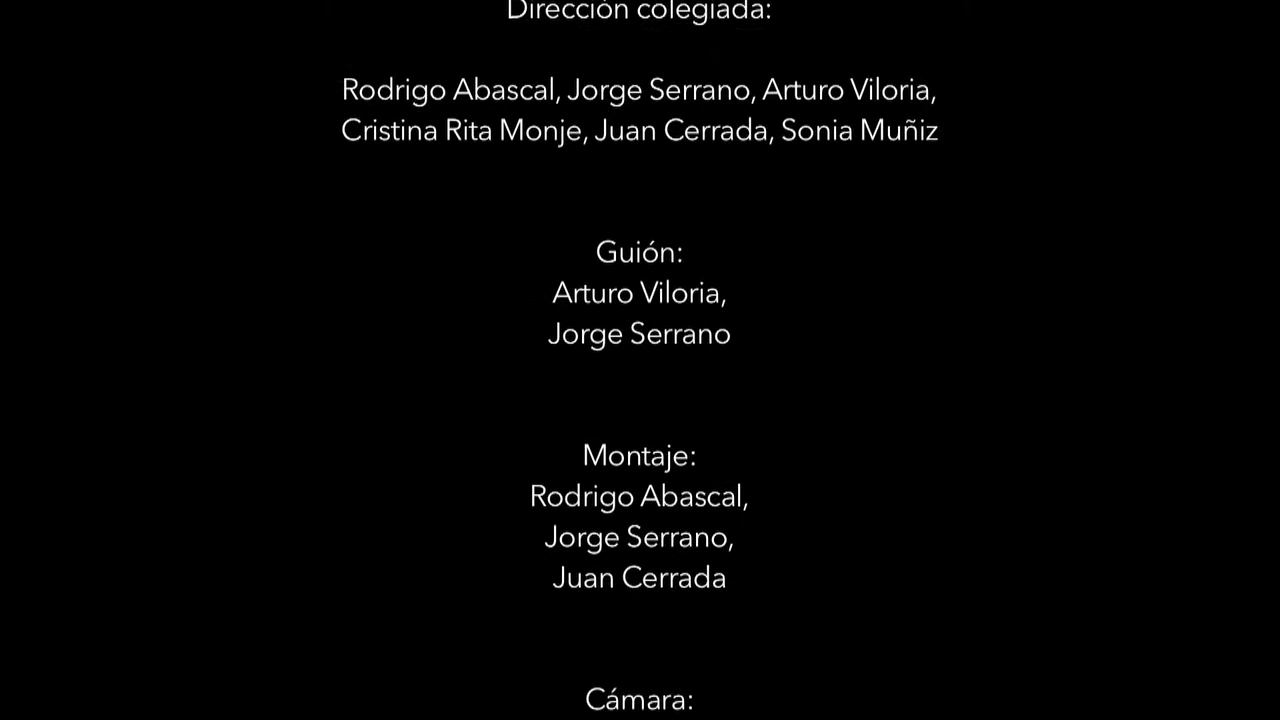 Dirección colegiada:
Rodrigo Abascal, Jorge Serrano, Arturo Viloria,
Cristina Rita Monje, Juan Cerrada, Sonia Muñiz
Guión:
Arturo Viloria,
Jorge Serrano
Montaje:
Rodrigo Abascal,
Jorge Serrano,
Juan Cerrada
Cámara: